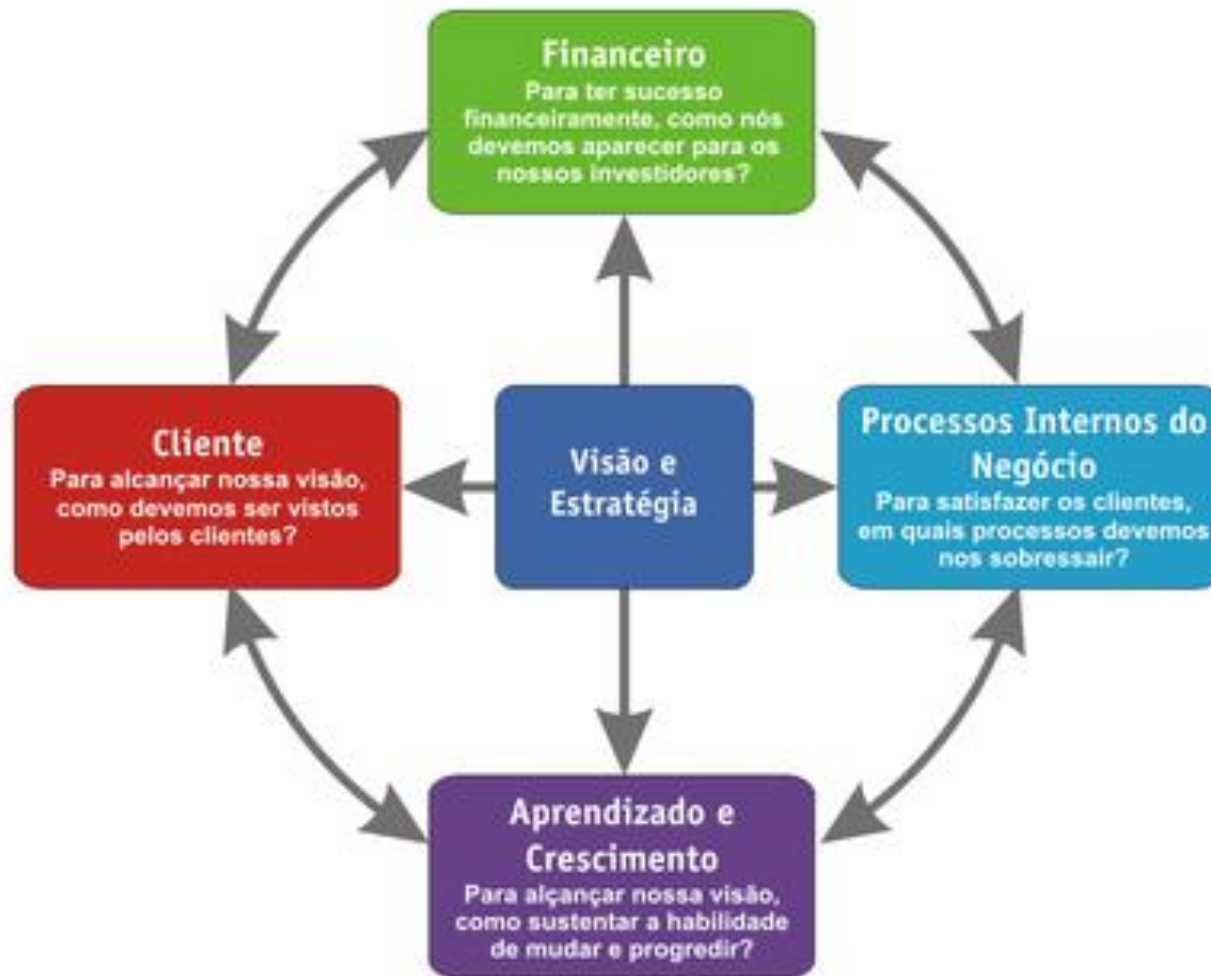 Financeiro
Para ter sucesso
financeiramente, como nós
devemos aparecer para os
nossos investidores?
Cliente
Para alcançar nossa visão,
como devemos ser vistos
pelos clientes?
Visão e
Estratégia
Processos Internos do
Negócio
Para satisfazer os clientes,
em quais processos devemos
nos sobressair?
Aprendizado e
Crescimento
Para alçançar nossa visão,
como sustentar a habilidade
de mudar e progredir?